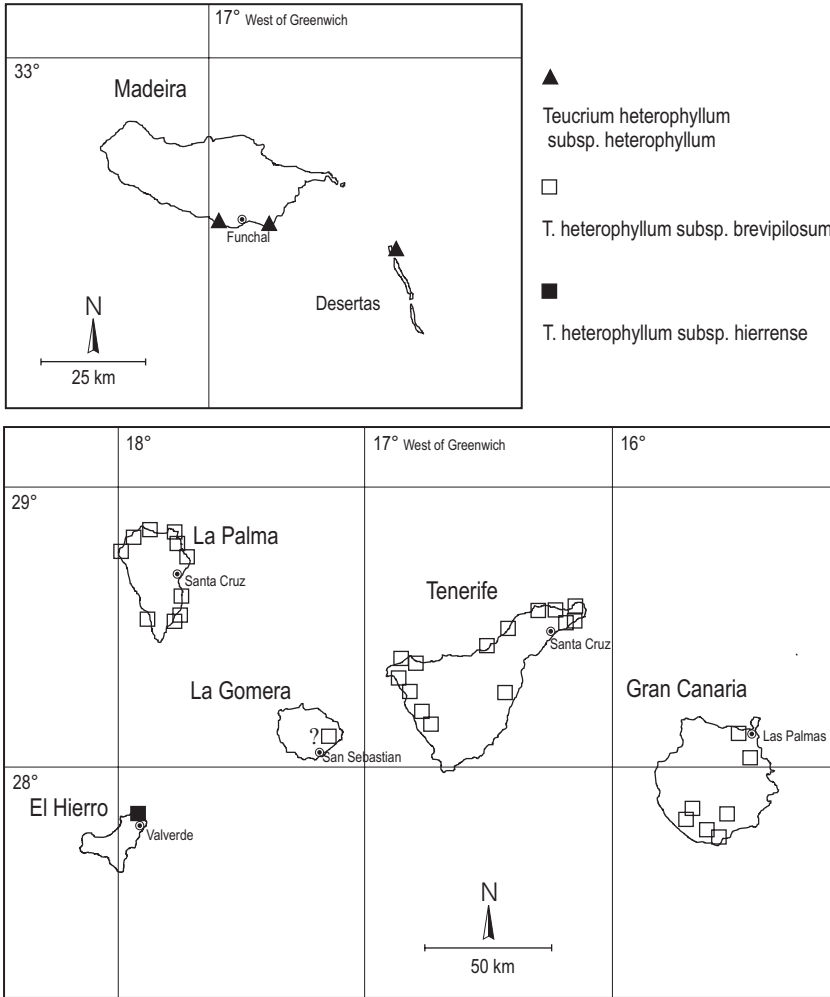 17° West of Greenwich
33°
Madeira
Funchal
Desertas
N
25 km
Teucrium heterophyllum
subsp. heterophyllum
T. heterophyllum subsp. brevipilosum
T. heterophyllum subsp. hierrense
18°
17° West of Greenwich
16°
29°
La Palma
Santa Cruz
Tenerife
Santa Cruz
La Gomera
?
San Sebastian
Gran Canaria
Las Palmas
28°
El Hierro
Valverde
N
50 km